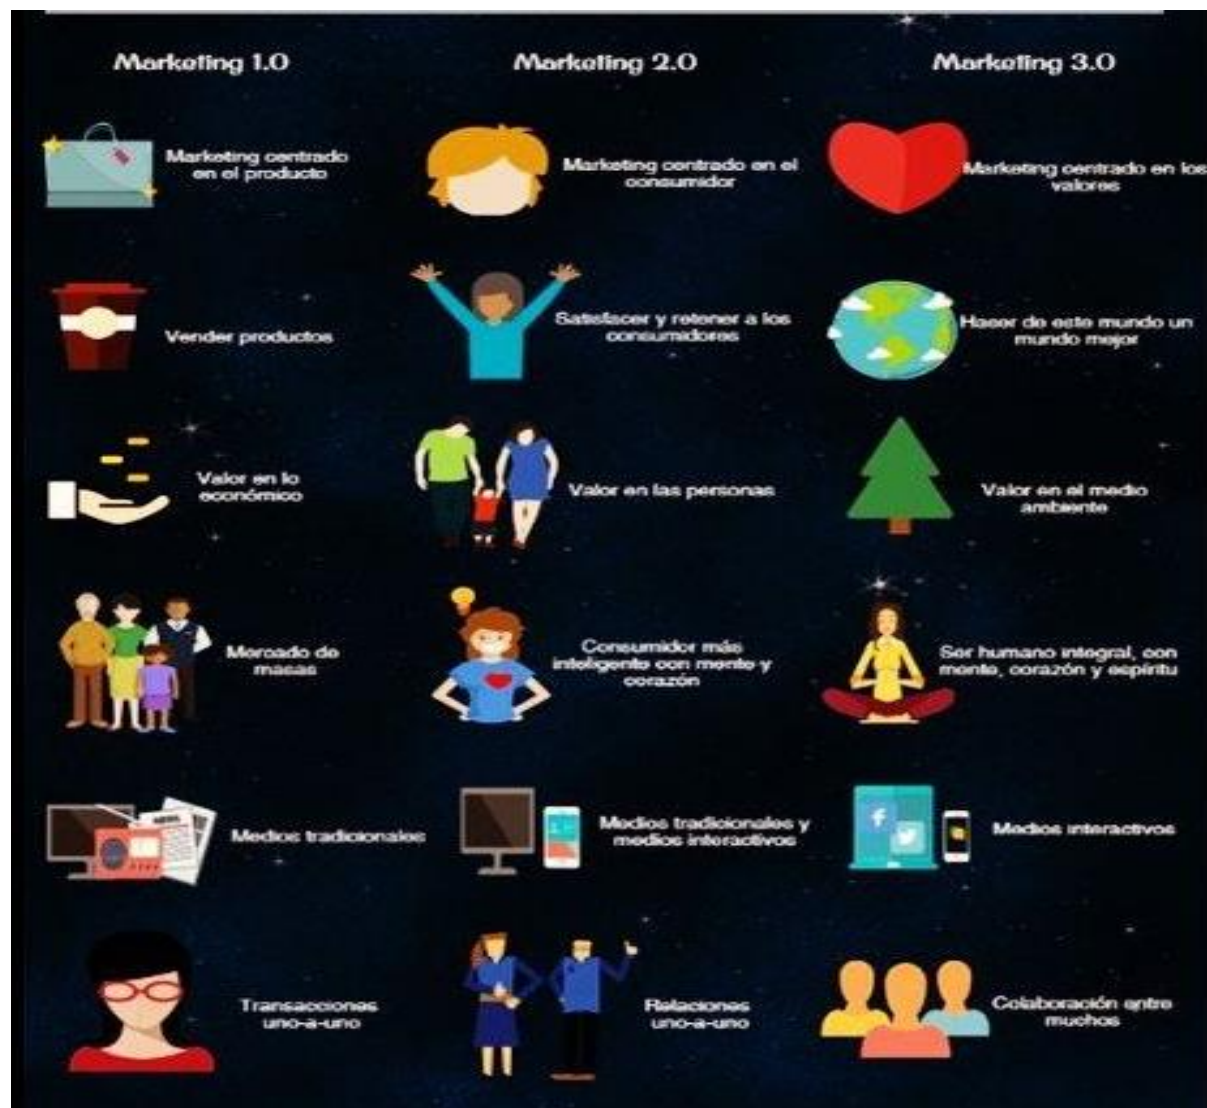 Marketing 1.0
Marketing 2.0
Marketing 3.0
Marketing centrado
en el producto
Marketing centrado en el
consumidor
Marketing centrado en los
valores
Vender productos
Satisfacer y retener a los
consumidores
Hacer de este mundo un
mundo mejor
Valor en lo
económico
Valor en las personas
Valor en el medio
ambiente
Mercado de
masas
Consumidor más
inteligente con mente y
corazón
Ser humano integral, con
mente, corazón y espíritu
Medios tradicionales
Medios tradicionales y
medios interactivos
Medios interactivos
Transacciones
uno-a-uno
Relaciones
uno-a-uno
Colaboración entre
muchos